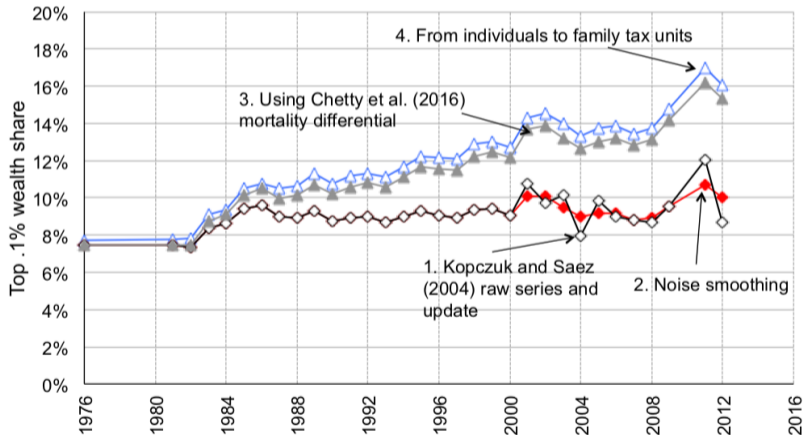 20%
18%
16%
14%
12%
10%
8%
6%
4%
2%
0%
Top .1% wealth share
4. From individuals to family tax units
3. Using Chetty et al. (2016)
mortality differential
1. Kopczuk and Saez
(2004) raw series and
update
2. Noise smoothing
1976
1980
1984
1988
1992
1996
2000
2004
2008
2012
2016